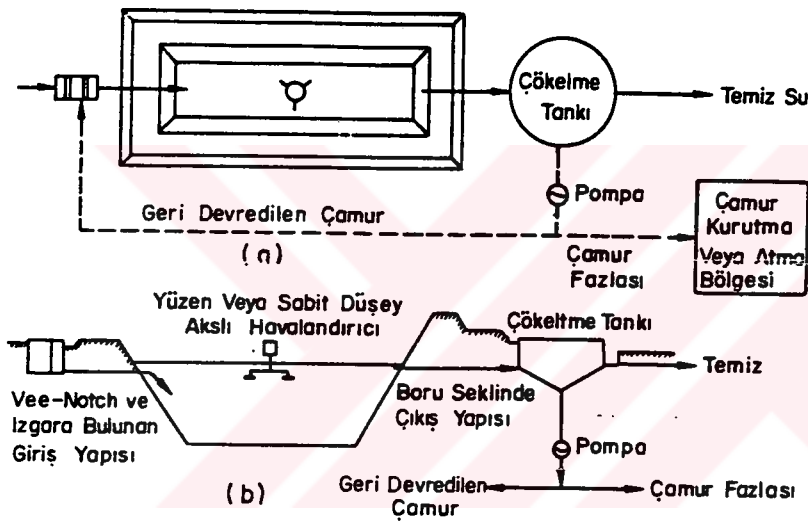 Çökelme
Tankı
Temiz Su
Pompa
Geri Devredilen Çamur
(a)
Çamur
Fazlası
Çamur
Kurutma
Veya Atma
Bölgesi
Yüzen Veya Sabit Düşey
Akslı Havalandırıcı
Çökeltme Tankı
Temiz
Vee-Notch ve
Izgara Bulunan
Giriş Yapısı
Boru Seklinde
Çıkış Yapısı
Pompa
(b)
Geri Devredilen
Çamur
Çamur Fazlası